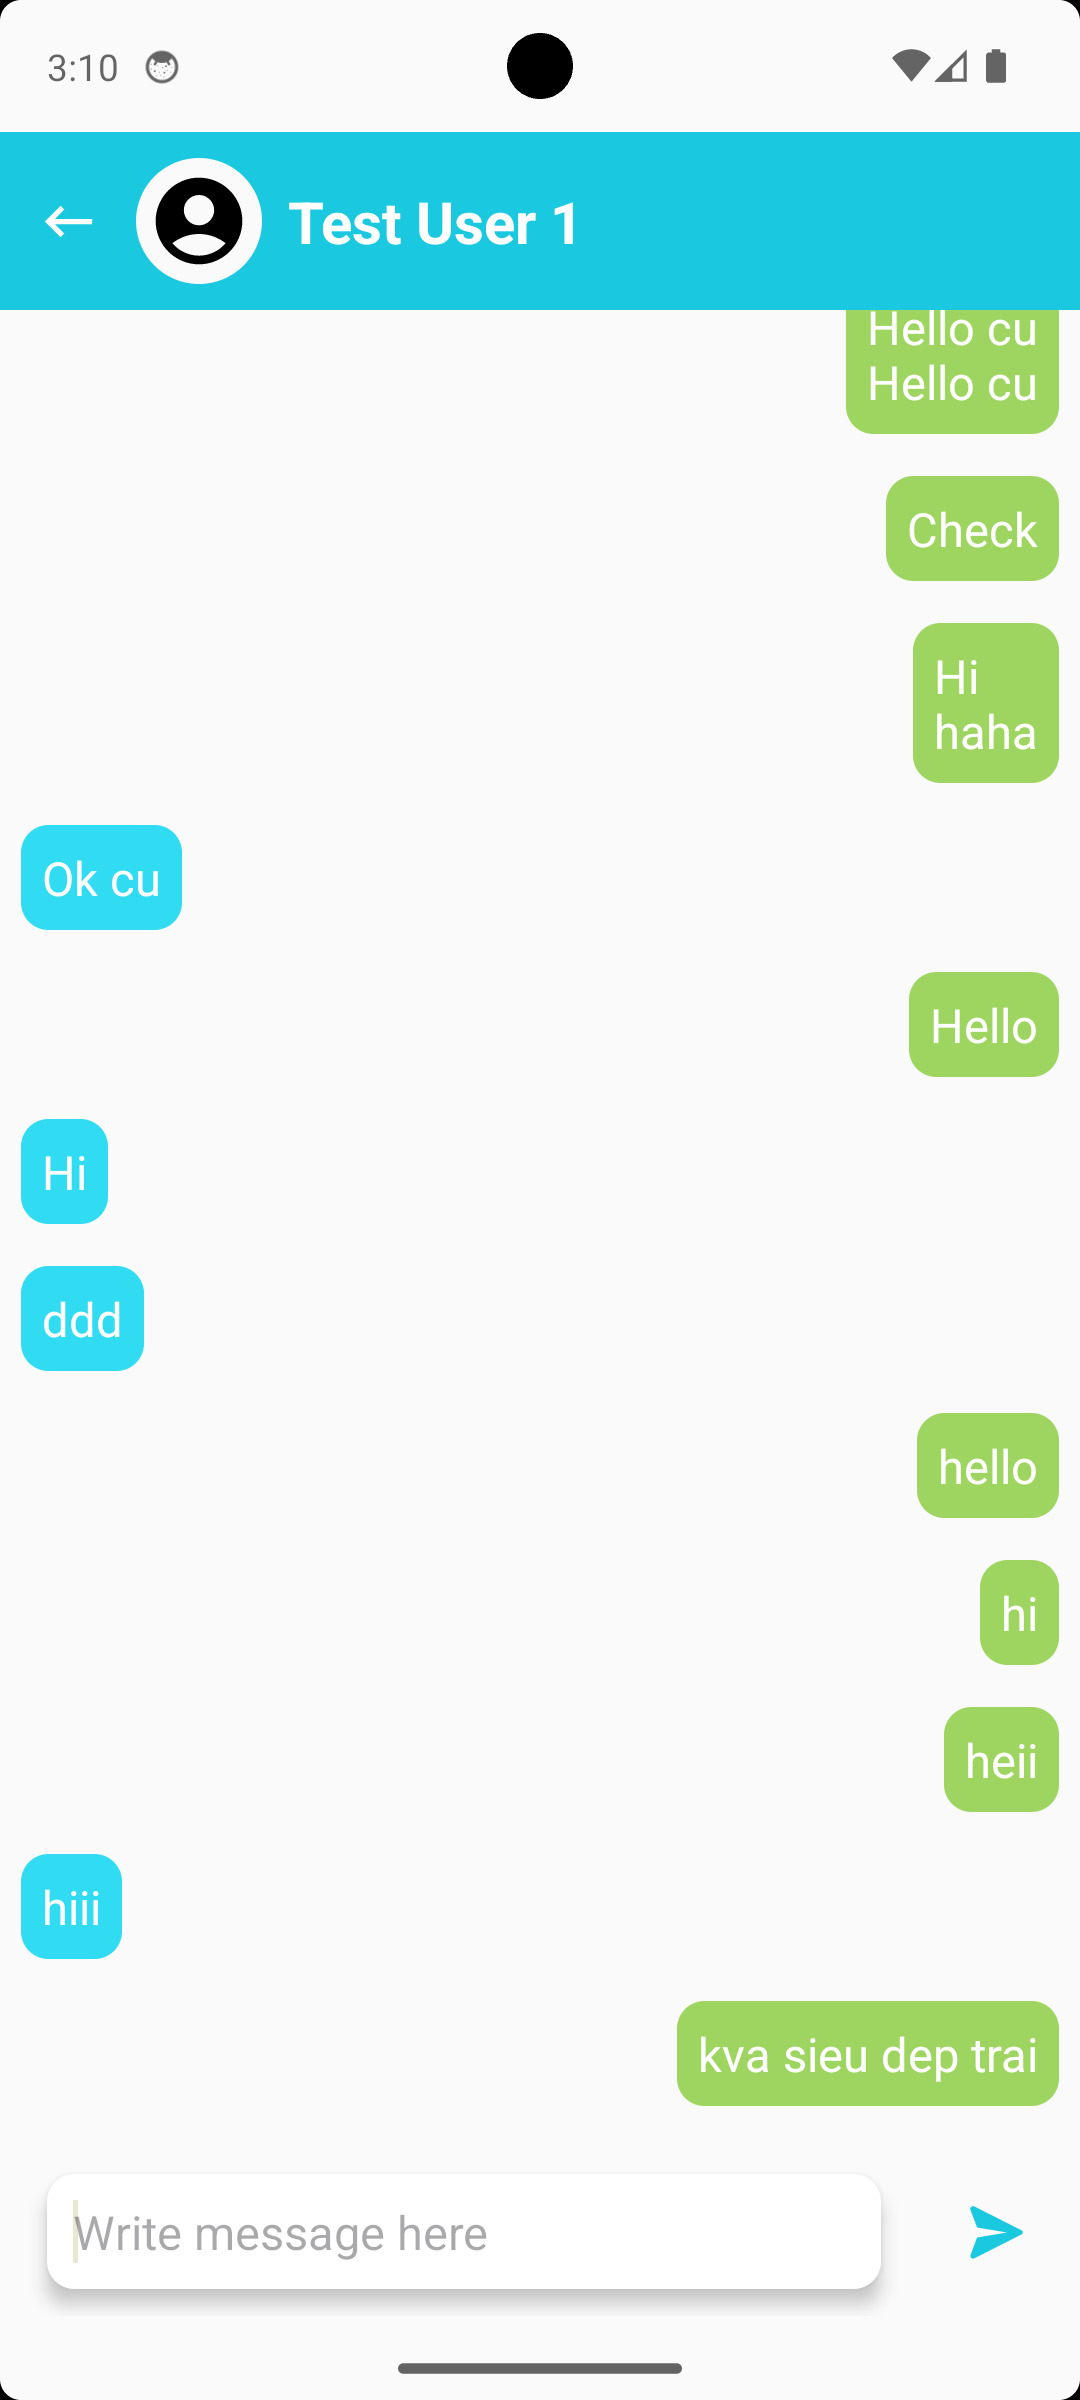 3:10
Test User 1
Hello cu
Hello cu
Check
Hi
haha
Ok cu
Hello
Hi
ddd
hello
hi
heii
hiii
kva sieu dep trai
Write message here